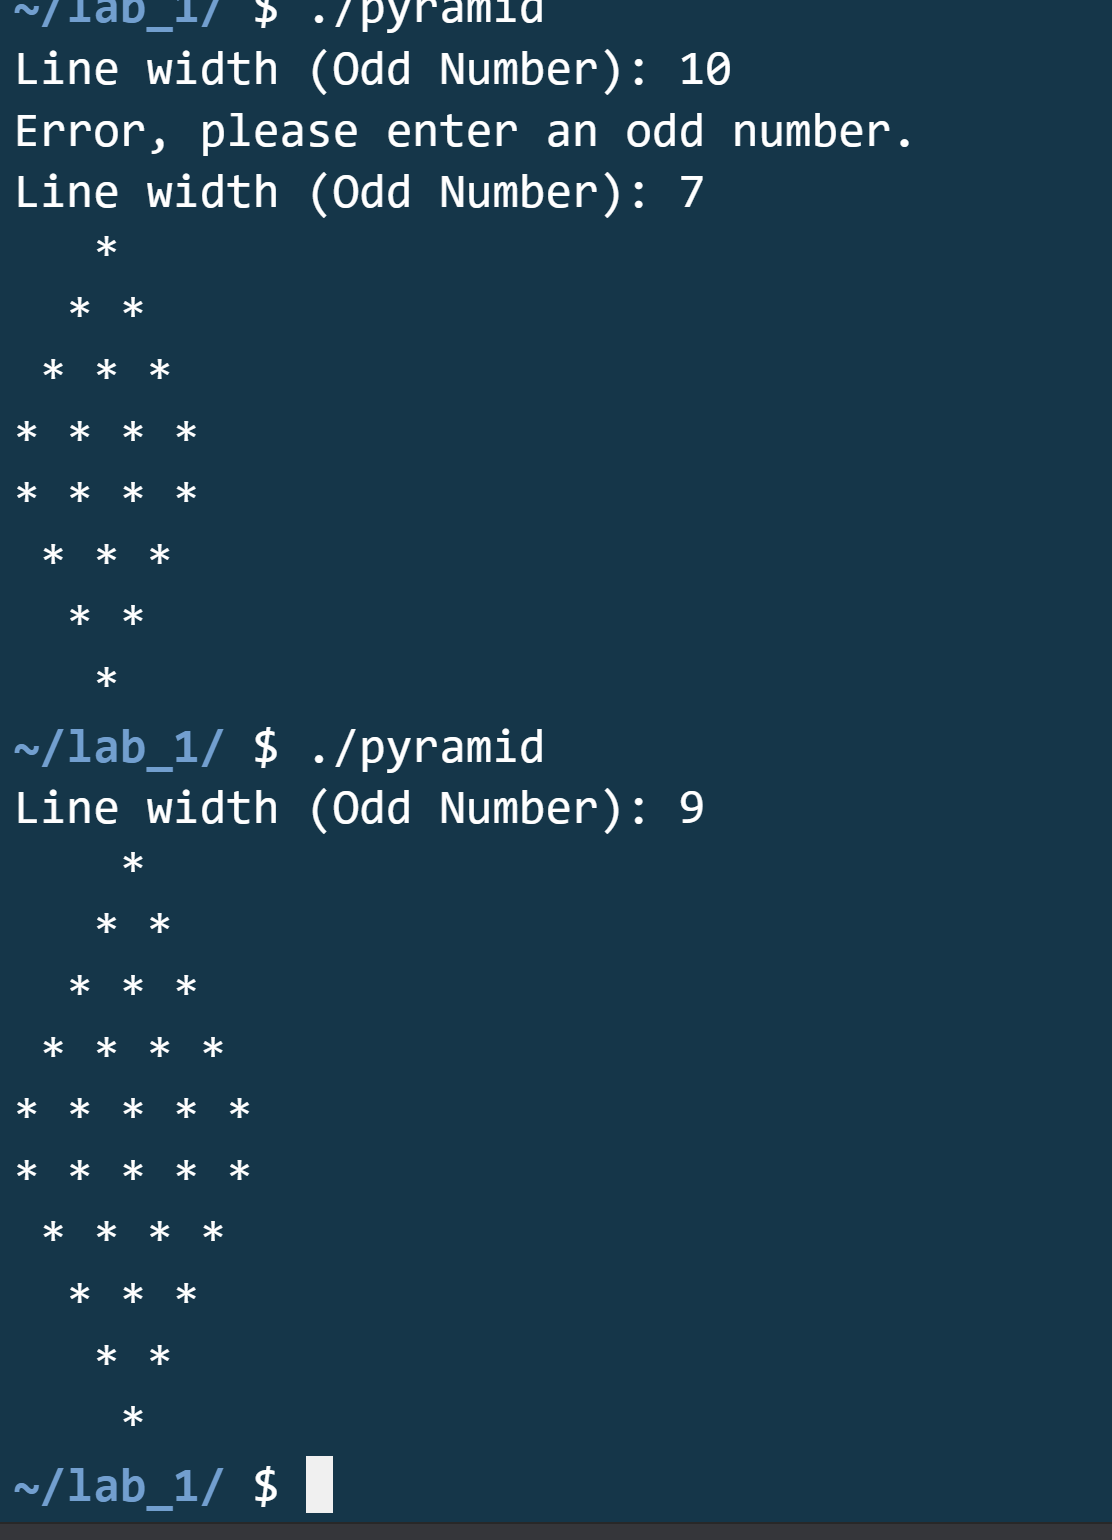 ~/lab_1/ $ ./pyramid
Line width (Odd Number): 10
Error, please enter an odd number.
Line width (Odd Number): 7
   *
  * *
 * * *
* * * *
* * * *
 * * *
  * *
   *
~/lab_1/ $ ./pyramid
Line width (Odd Number): 9
    *
   * *
  * * *
 * * * *
* * * * *
* * * * *
 * * * *
  * * *
   * *
    *
~/lab_1/ $